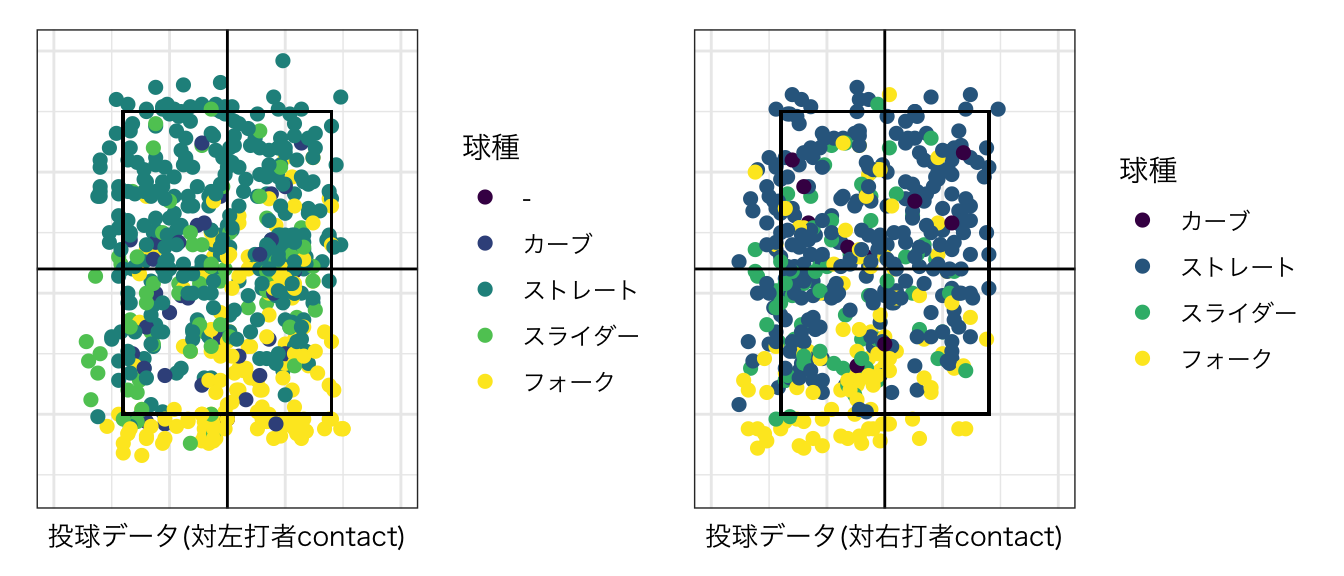 球種
-
カーブ
ストレート
スライダー
フォーク
投球データ(対左打者contact)
球種
カーブ
ストレート
スライダー
フォーク
投球データ(対右打者contact)